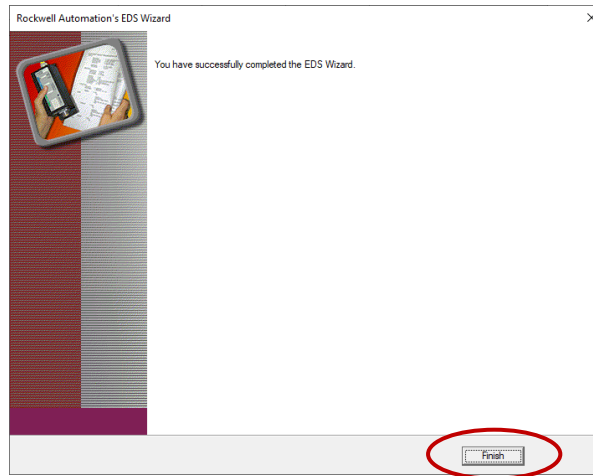 Rockwell Automation's EDS Wizard
You have successfully completed the EDS Wizard.
Finish